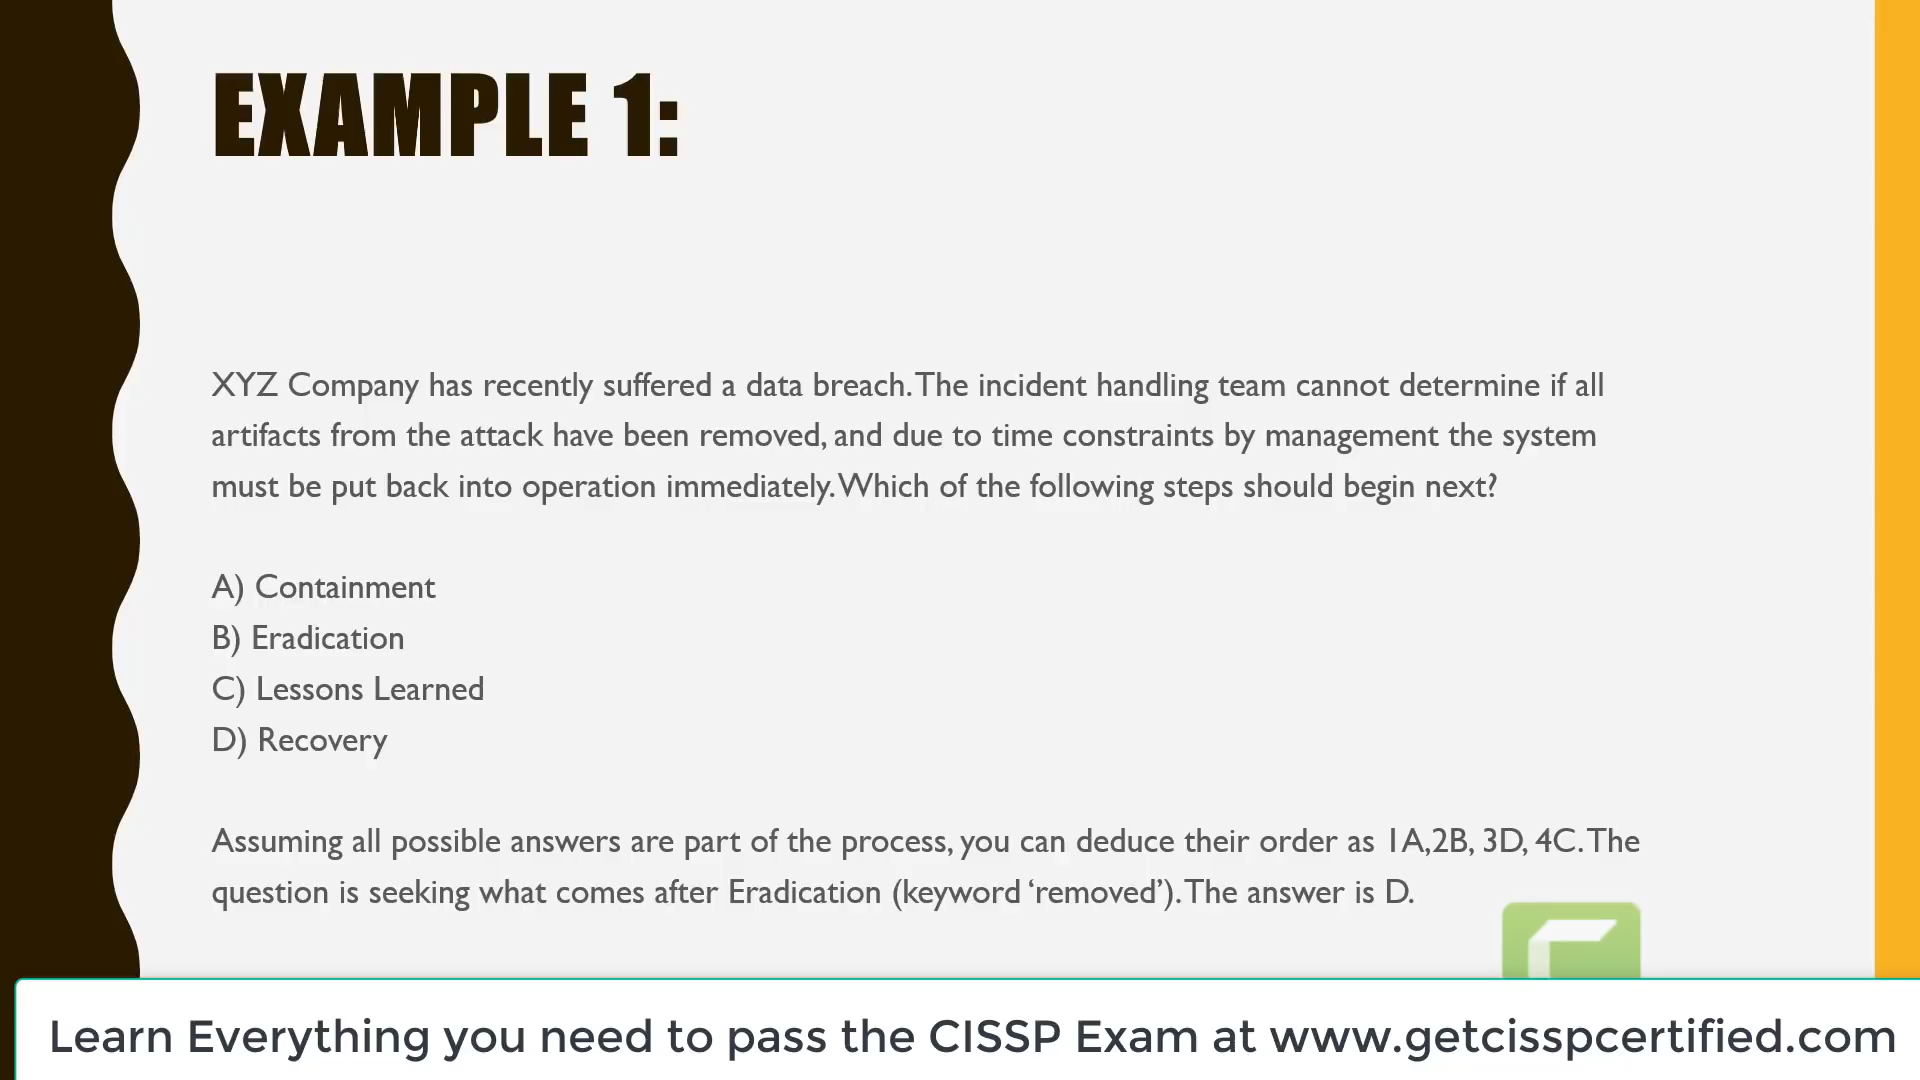 EXAMPLE 1:
XYZ Company has recently suffered a data breach. The incident handling team cannot determine if all
artifacts from the attack have been removed, and due to time constraints by management the system
must be put back into operation immediately. Which of the following steps should begin next?
A) Containment
B) Eradication
C) Lessons Learned
D) Recovery
Assuming all possible answers are part of the process, you can deduce their order as 1A,2B, 3D, 4C. The
question is seeking what comes after Eradication (keyword ‘removed’). The answer is D.
Learn Everything you need to pass the CISSP Exam at www.getcisspcertified.com